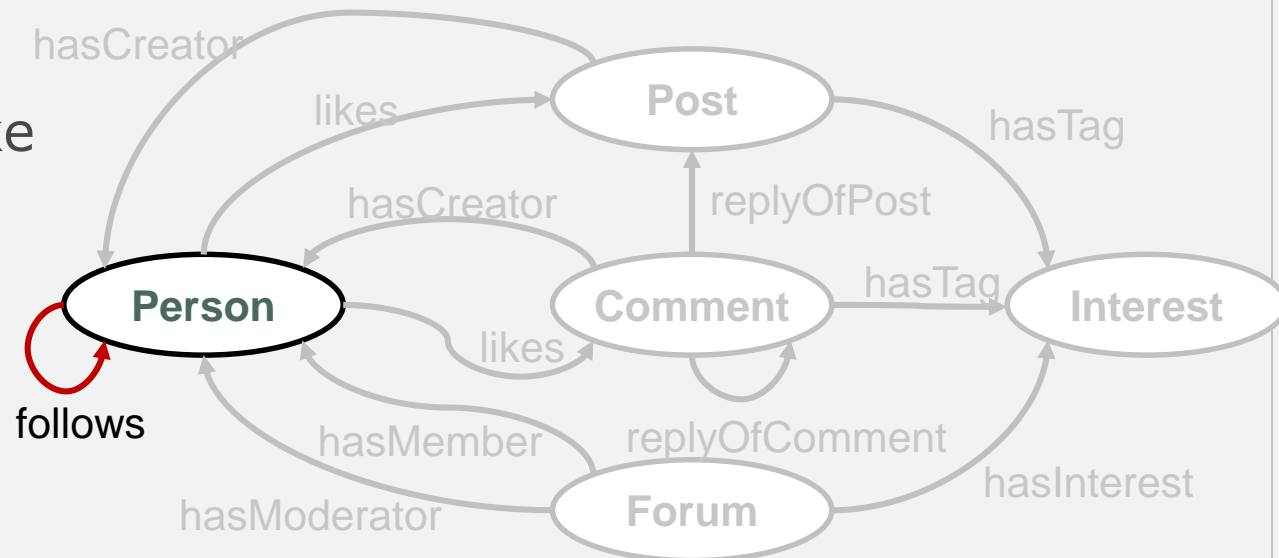 hasCreator
Post
likes
hasTag
hasCreator
replyOfPost
Person
Comment
hasTag
Interest
likes
follows
hasMember
replyOfComment
hasModerator
Forum
hasInterest